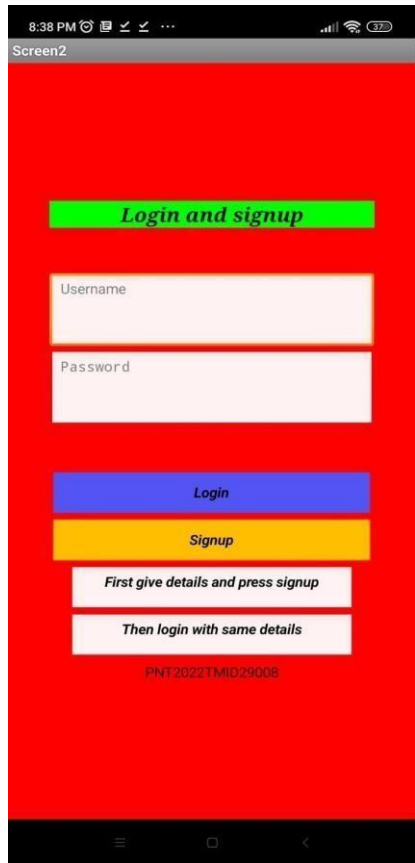 8:38 PM ... 37
Screen2
Login and signup
Username
Password
Login
Signup
First give details and press signup
Then login with same details
PNT2022TMID29008